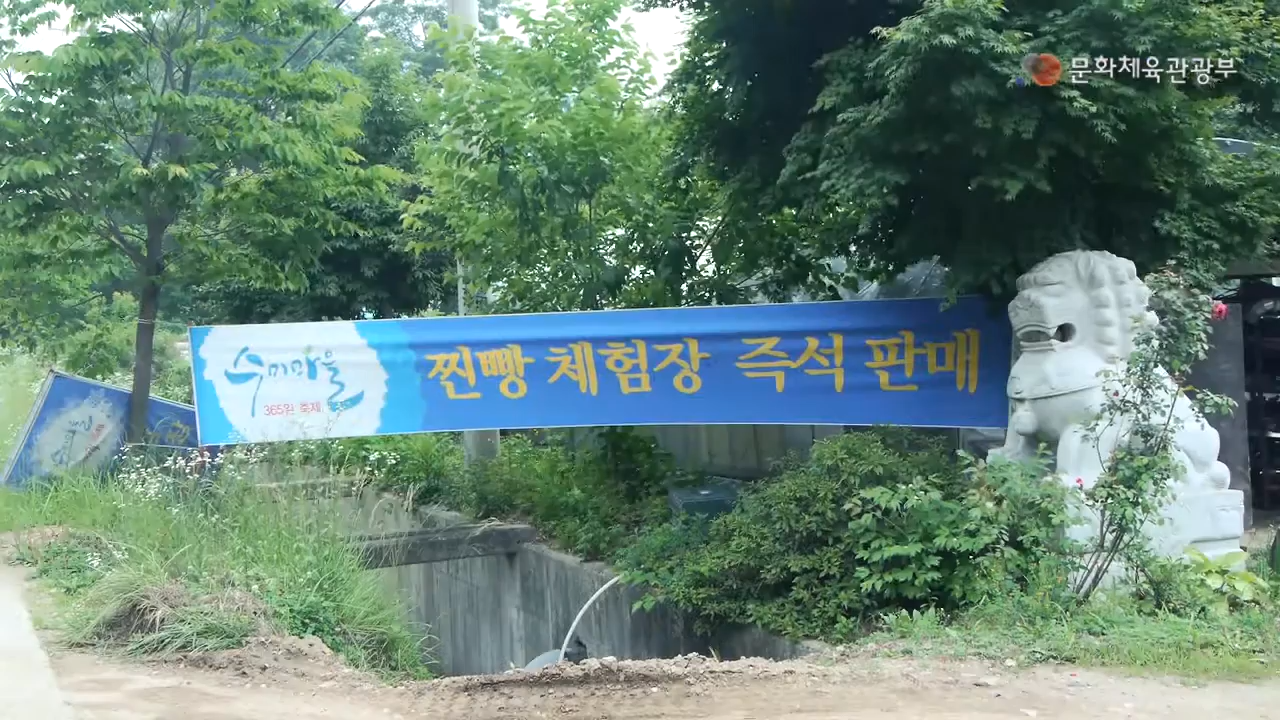 문화체육관광부
수미마을
365일 축제
찐빵 체험장 즉석 판매